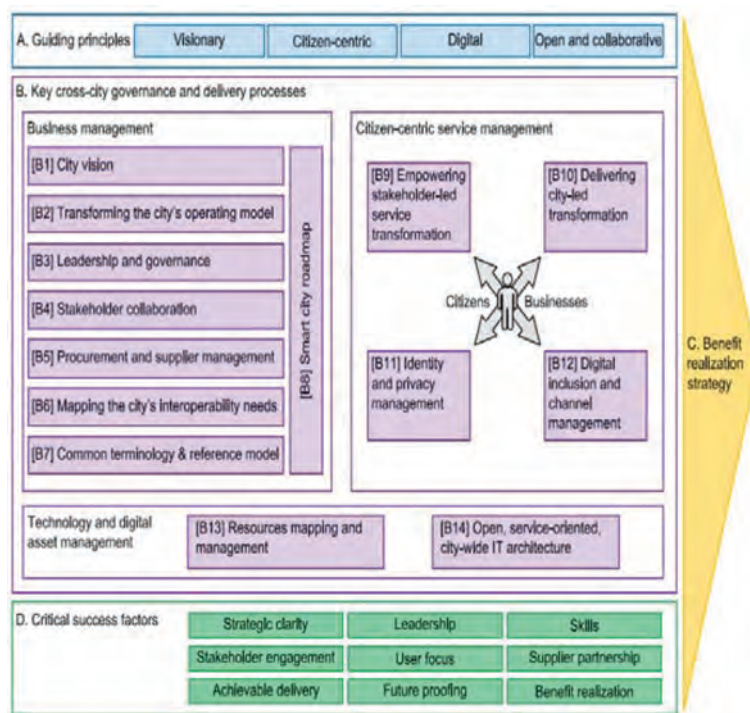 A. Guiding principles
Visionary
Citizen-centric
Digital
Open and collaborative
B. Key cross-city governance and delivery processes
Business management
[B1] City vision
[B2] Transforming the city's operating model
[B3] Leadership and governance
[B4] Stakeholder collaboration
[B5] Procurement and supplier management
[B6] Mapping the city's interoperability needs
[B7] Common terminology & reference model
[B8] Smart city roadmap
Citizen-centric service management
[B9] Empowering
stakeholder-led
service
transformation
[B10] Delivering
city-led
transformation
Citizens
Businesses
[B11] Identity
and privacy
management
[B12] Digital
inclusion and
channel
management
Technology and digital
asset management
[B13] Resources mapping and
management
[B14] Open, service-oriented,
city-wide IT architecture
C. Benefit
realization
strategy
D. Critical success factors
Strategic clarity
Leadership
Skills
Stakeholder engagement
User focus
Supplier partnership
Achievable delivery
Future proofing
Benefit realization